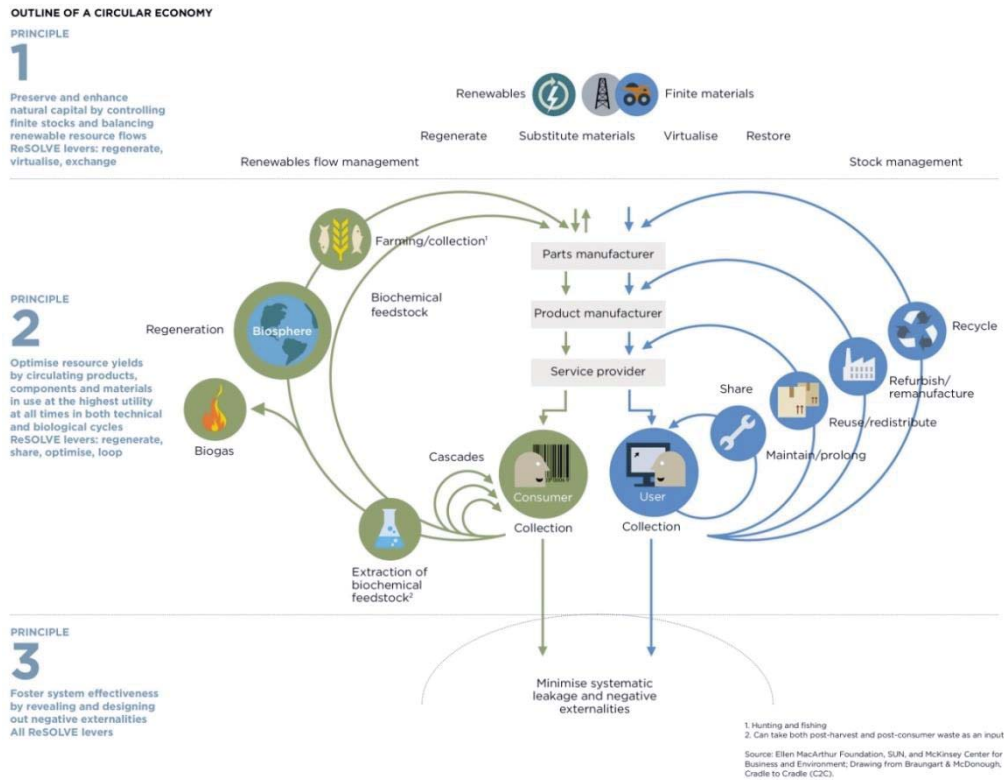 OUTLINE OF A CIRCULAR ECONOMY
PRINCIPLE
1
Preserve and enhance
natural capital by controlling
finite stocks and balancing
renewable resource flows
ReSOLVE levers: regenerate,
virtualise, exchange
Renewables
Finite materials
Regenerate
Substitute materials
Virtualise
Restore
Renewables flow management
Stock management
PRINCIPLE
2
Optimise resource yields
by circulating products,
components and materials
in use at the highest utility
at all times in both technical
and biological cycles
ReSOLVE levers: regenerate,
share, optimise, loop
Farming/collection¹
Parts manufacturer
Biochemical
feedstock
Regeneration
Biosphere
Product manufacturer
Recycle
Service provider
Share
Refurbish/
remanufacture
Reuse/redistribute
Biogas
Cascades
Maintain/prolong
Consumer
User
Collection
Collection
Extraction of
biochemical
feedstock²
PRINCIPLE
3
Foster system effectiveness
by revealing and designing
out negative externalities
All ReSOLVE levers
Minimise systematic
leakage and negative
externalities
1. Hunting and fishing
2. Can take both post-harvest and post-consumer waste as an input
Source: Ellen MacArthur Foundation, SUN, and McKinsey Center for
Business and Environment; Drawing from Braungart & McDonough,
Cradle to Cradle (C2C).